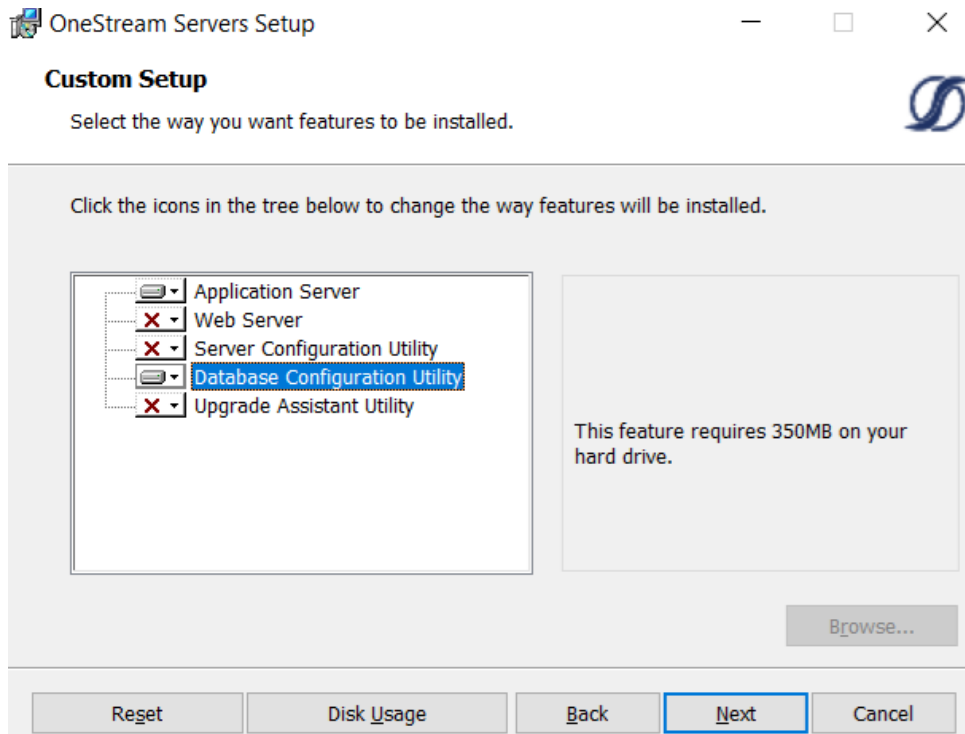 OneStream Servers Setup
Custom Setup
Select the way you want features to be installed.
Click the icons in the tree below to change the way features will be installed.
Application Server
Web Server
Server Configuration Utility
Database Configuration Utility
Upgrade Assistant Utility
This feature requires 350MB on your
hard drive.
Browse...
Reset
Disk Usage
Back
Next
Cancel